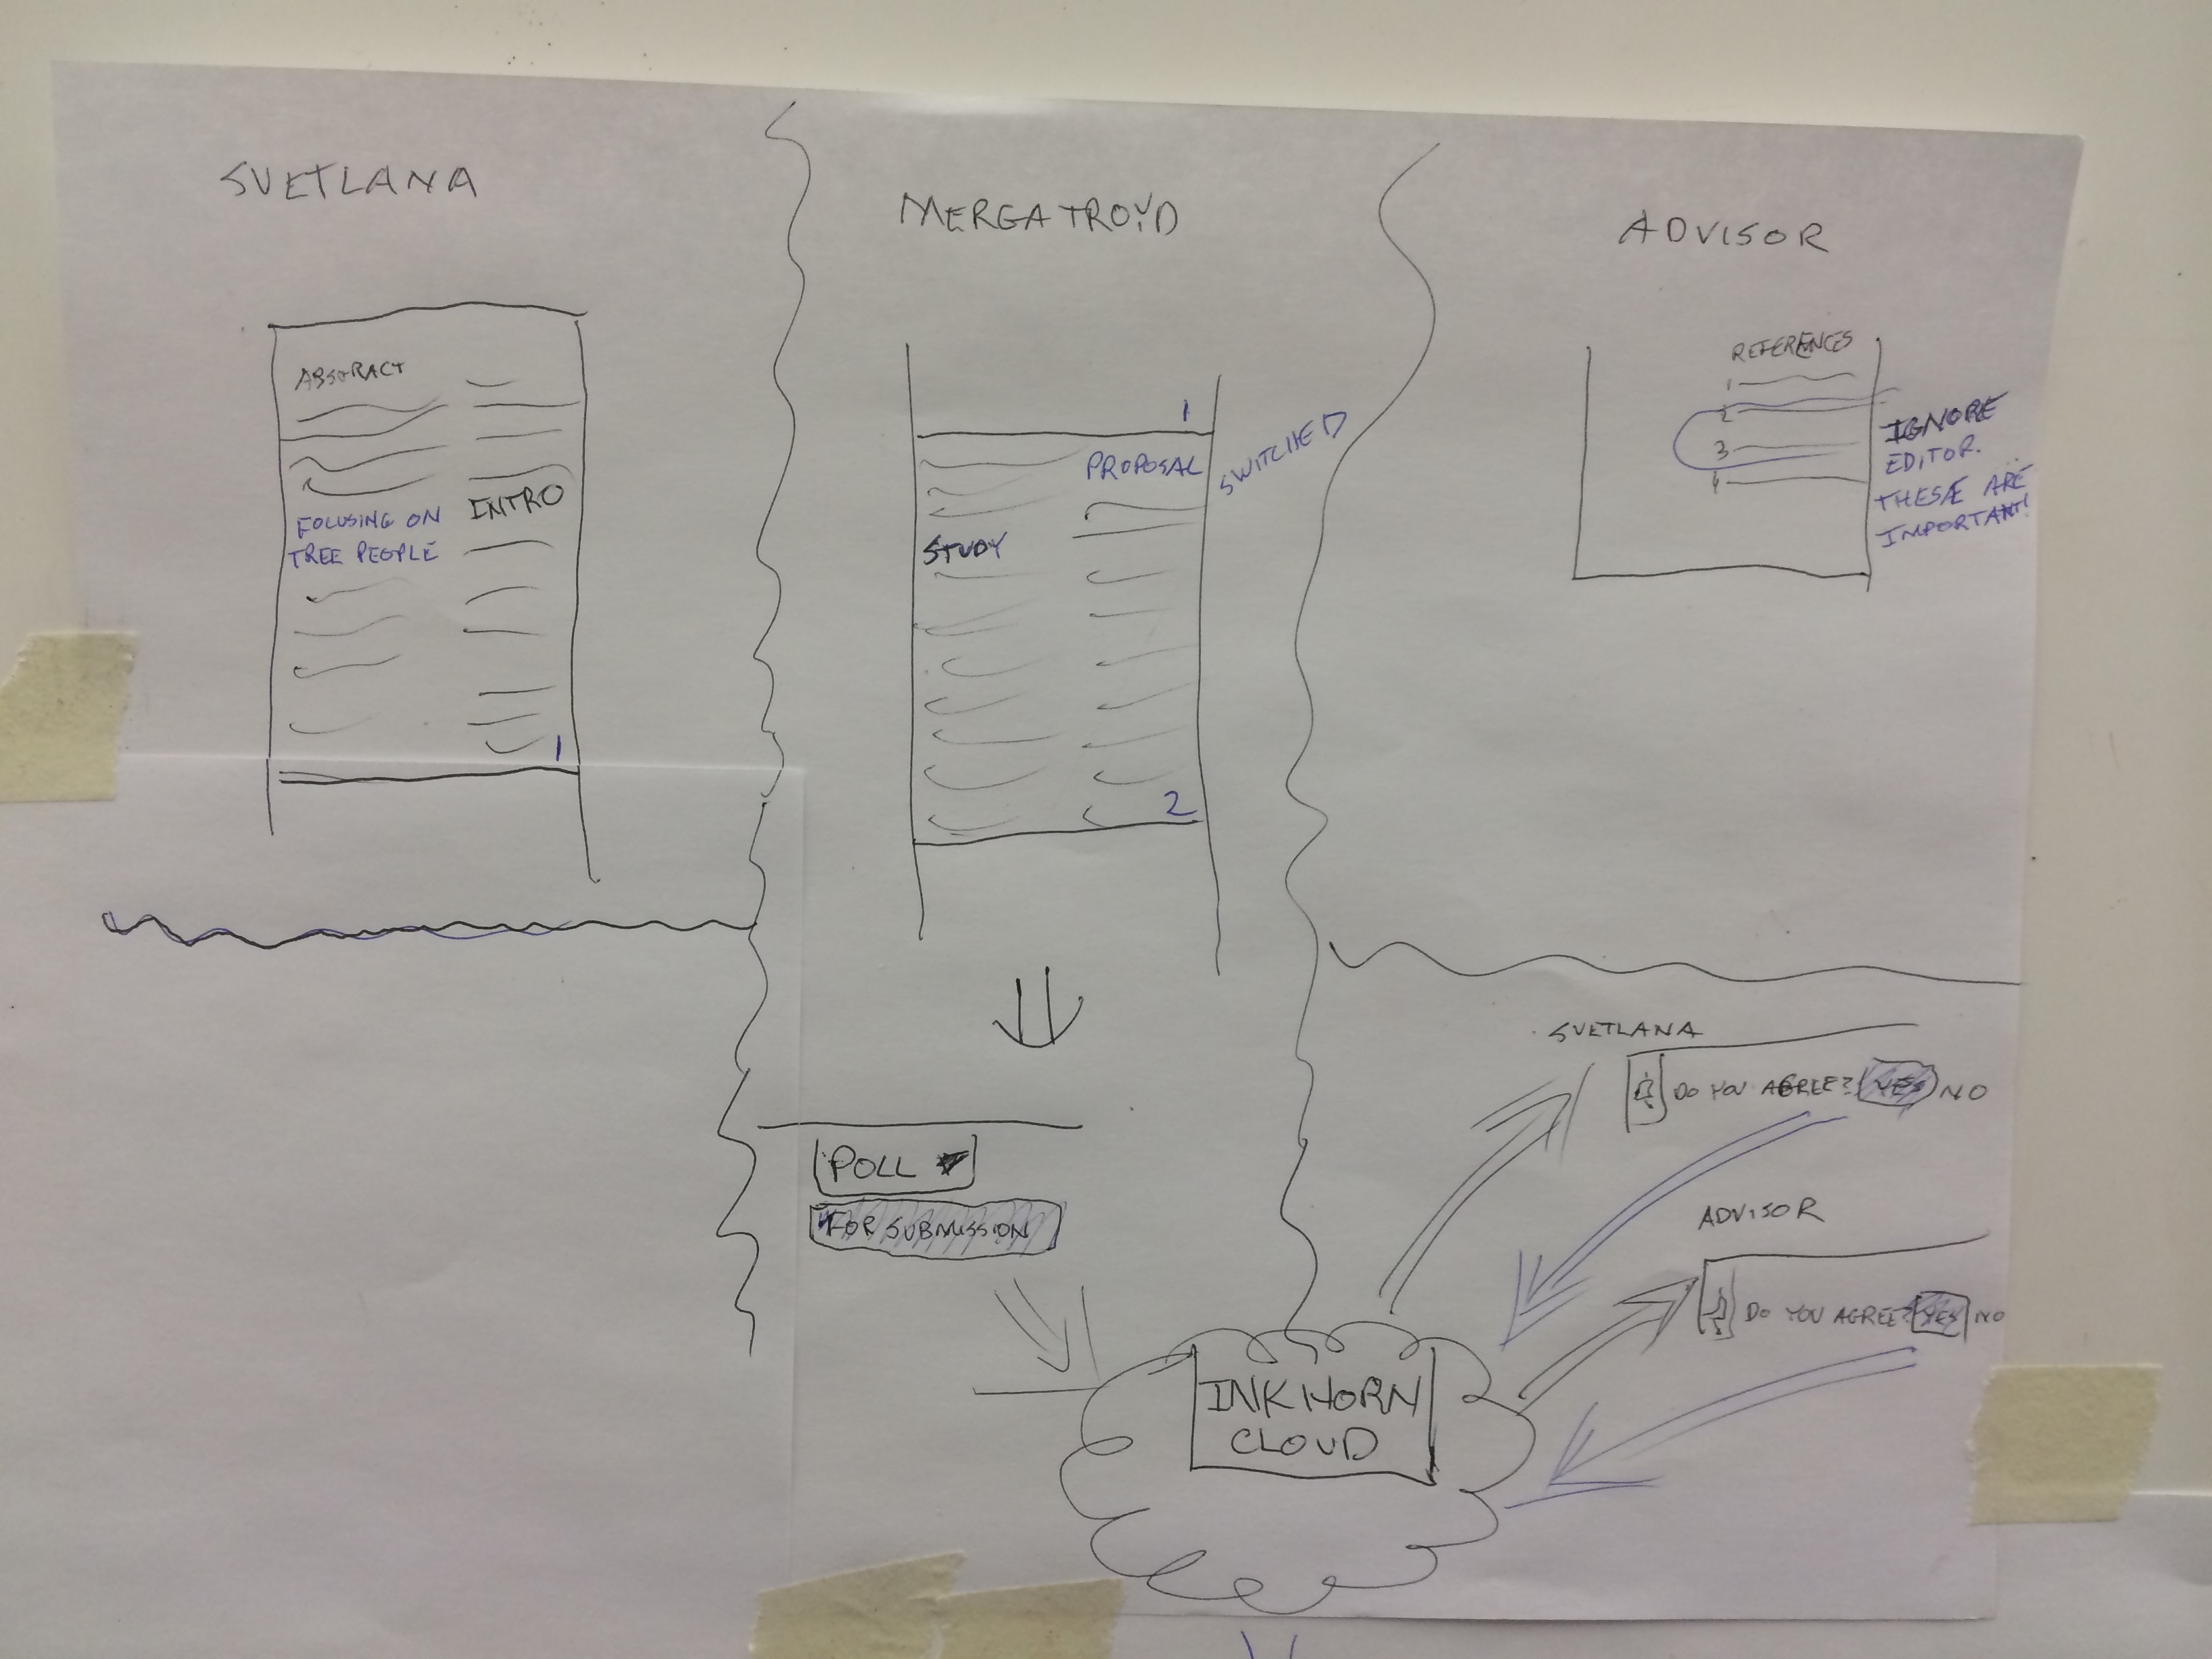 SVETLANA
ABSTRACT
INTRO
FOCUSING ON
TREE PEOPLE
1
MERGATROYD
1
PROPOSAL
SWITCHED
STUDY
2
ADVISOR
REFERENCES
1
2
3
4
IGNORE
EDITOR.
THESE ARE
IMPORTANT!
POLL
FOR SUBMISSION
SVETLANA
DO YOU AGREE? YES NO
ADVISOR
DO YOU AGREE? YES NO
INKHORN
CLOUD